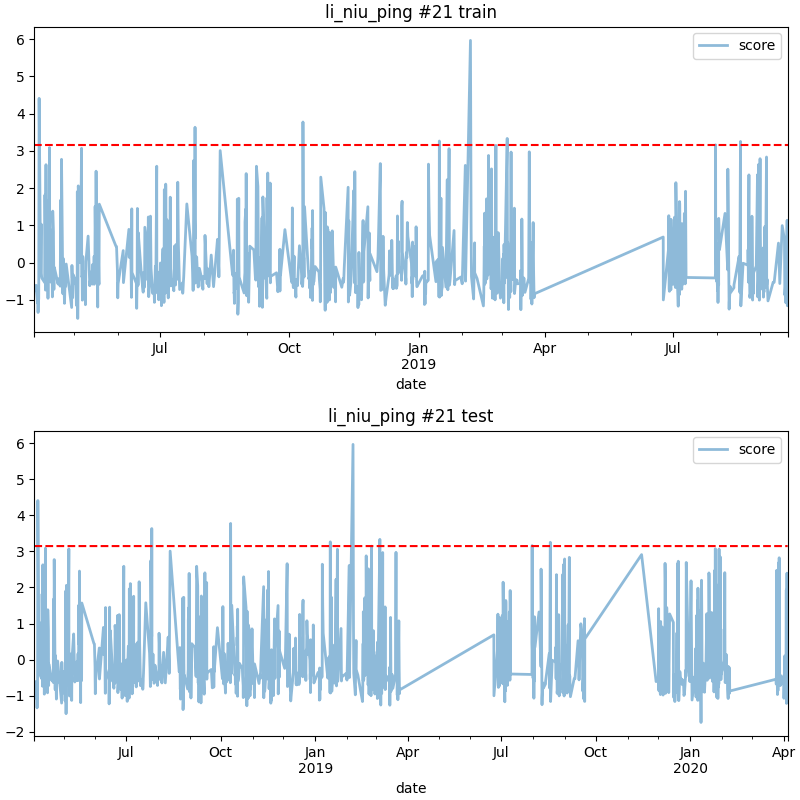 li_niu_ping #21 train
score
6
5
4
3
2
1
0
−1
Jul
Oct
Jan
2019
Apr
Jul
date
li_niu_ping #21 test
score
6
5
4
3
2
1
0
−1
−2
Jul
Oct
Jan
2019
Apr
Jul
Oct
Jan
2020
Apr
date